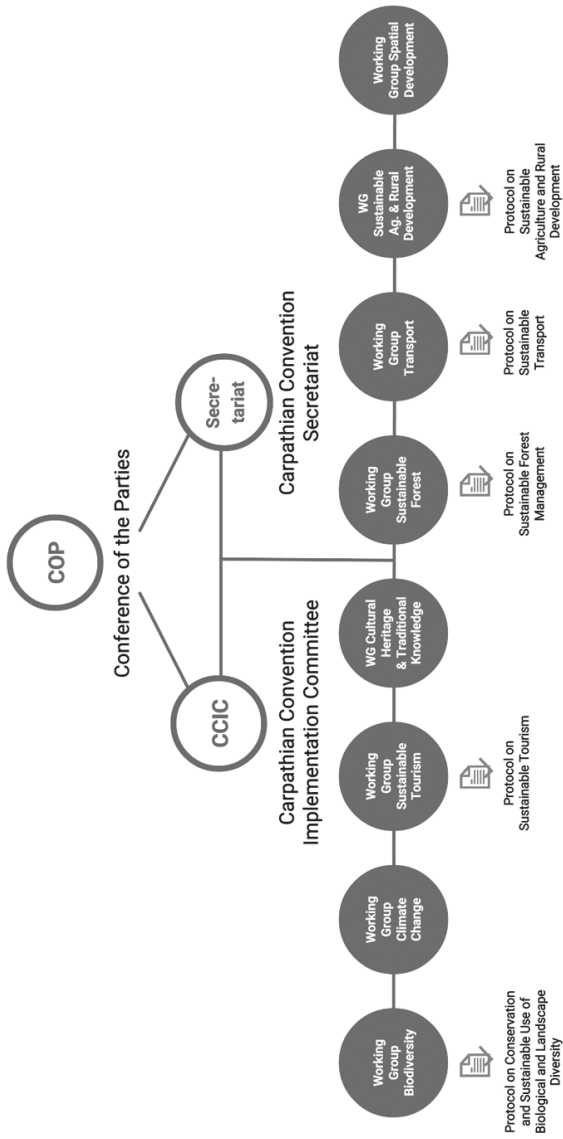 COP
Conference of the Parties
CCIC
Secre-
tariat
Carpathian Convention
Implementation Committee
Carpathian Convention
Secretariat
Working
Group
Biodiversity
Working
Group
Climate
Change
Working
Group
Sustainable
Tourism
WG Cultural
Heritage
& Traditional
Knowledge
Working
Group
Sustainable
Forest
Working
Group
Transport
WG
Sustainable
Ag. & Rural
Development
Working
Group Spatial
Development
Protocol on Conservation
and Sustainable Use of
Biological and Landscape
Diversity
Protocol on
Sustainable Tourism
Protocol on
Sustainable Forest
Management
Protocol on
Sustainable
Transport
Protocol on
Sustainable
Agriculture and Rural
Development